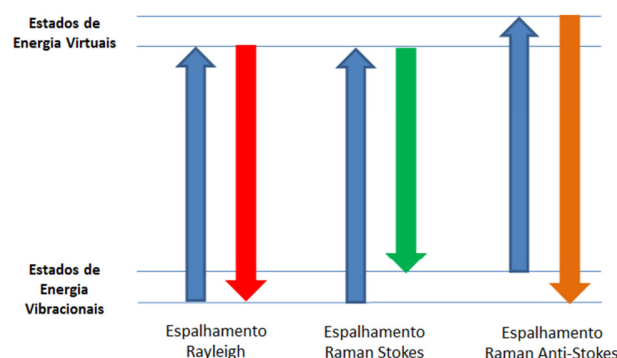 Estados de
Energia Virtuais
Estados de
Energia
Vibracionais
Espalhamento
Rayleigh
Espalhamento
Raman Stokes
Espalhamento
Raman Anti-Stokes